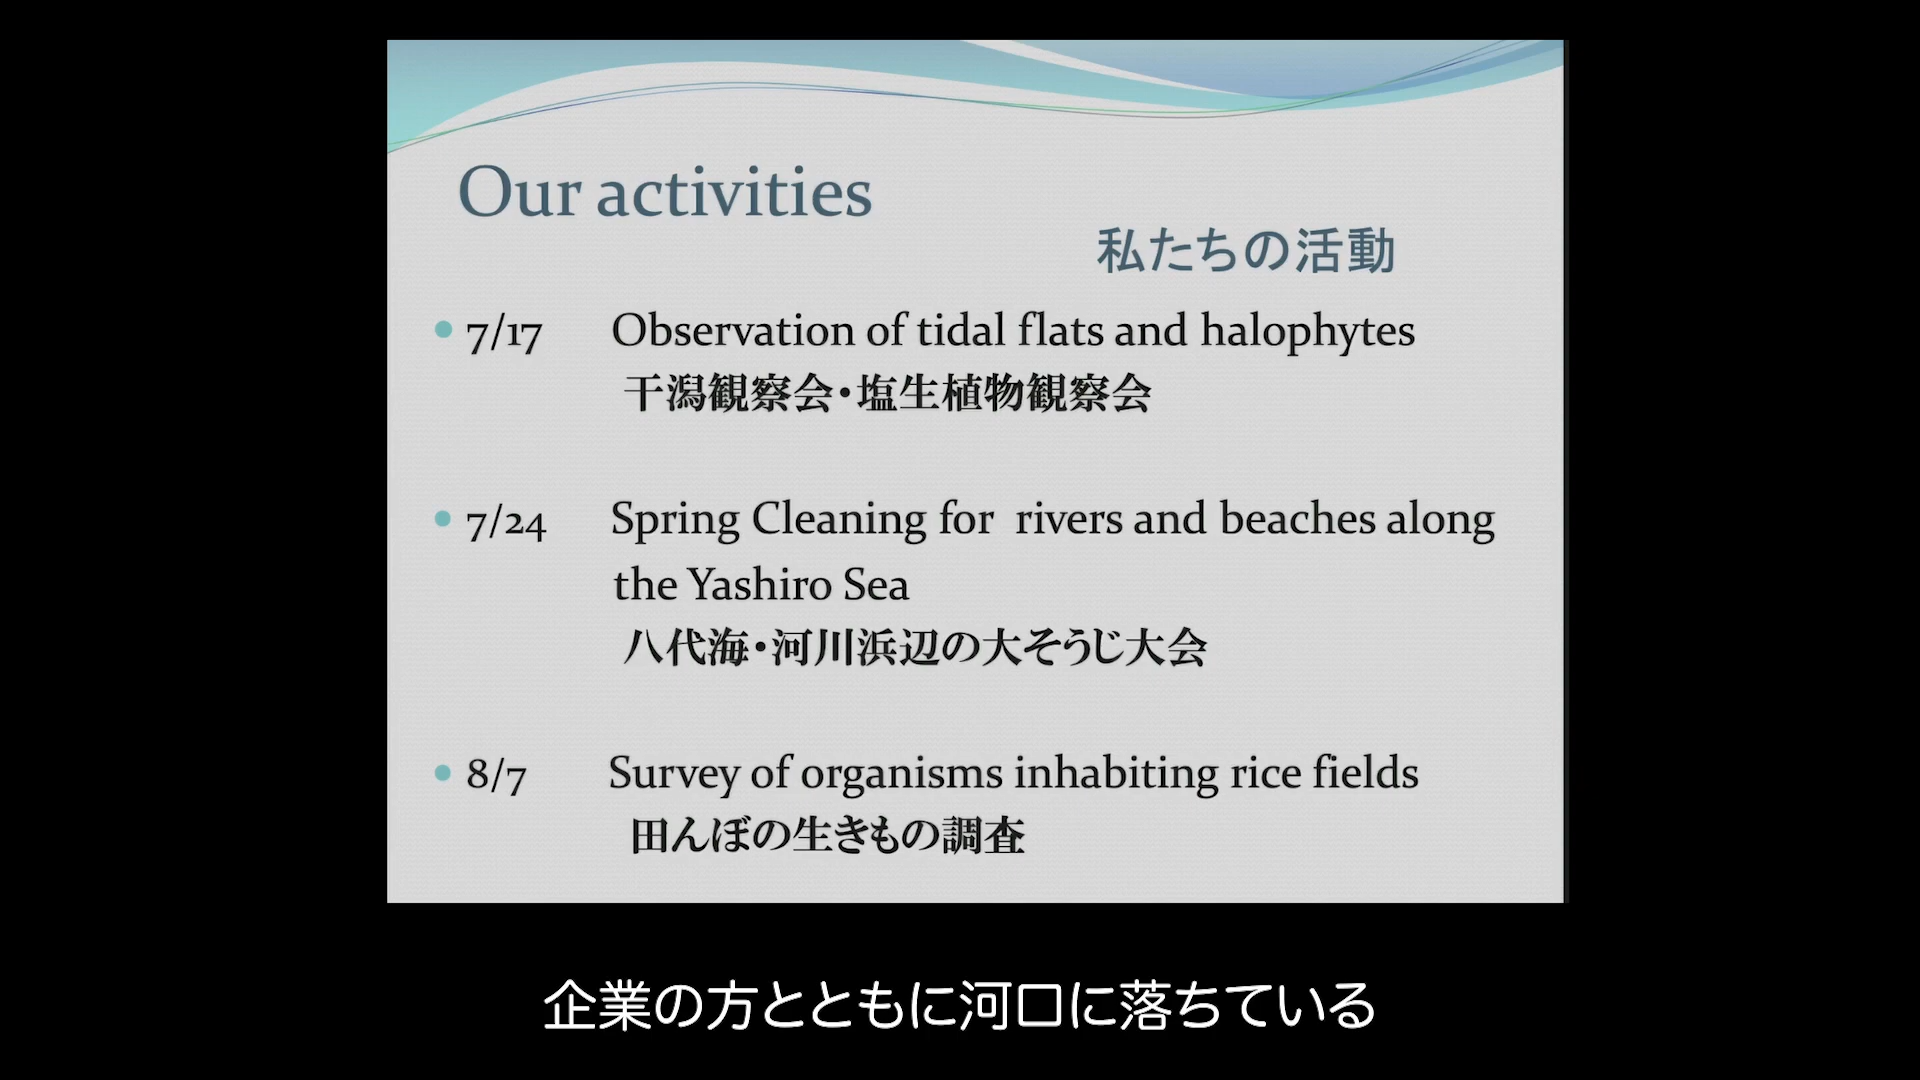 Our activities
私たちの活動
• 7/17 Observation of tidal flats and halophytes
干潟観察会・塩生植物観察会
• 7/24 Spring Cleaning for rivers and beaches along
the Yashiro Sea
八代海・河川浜辺の大そうじ大会
• 8/7 Survey of organisms inhabiting rice fields
田んぼの生きもの調査
企業の方とともに河口に落ちている